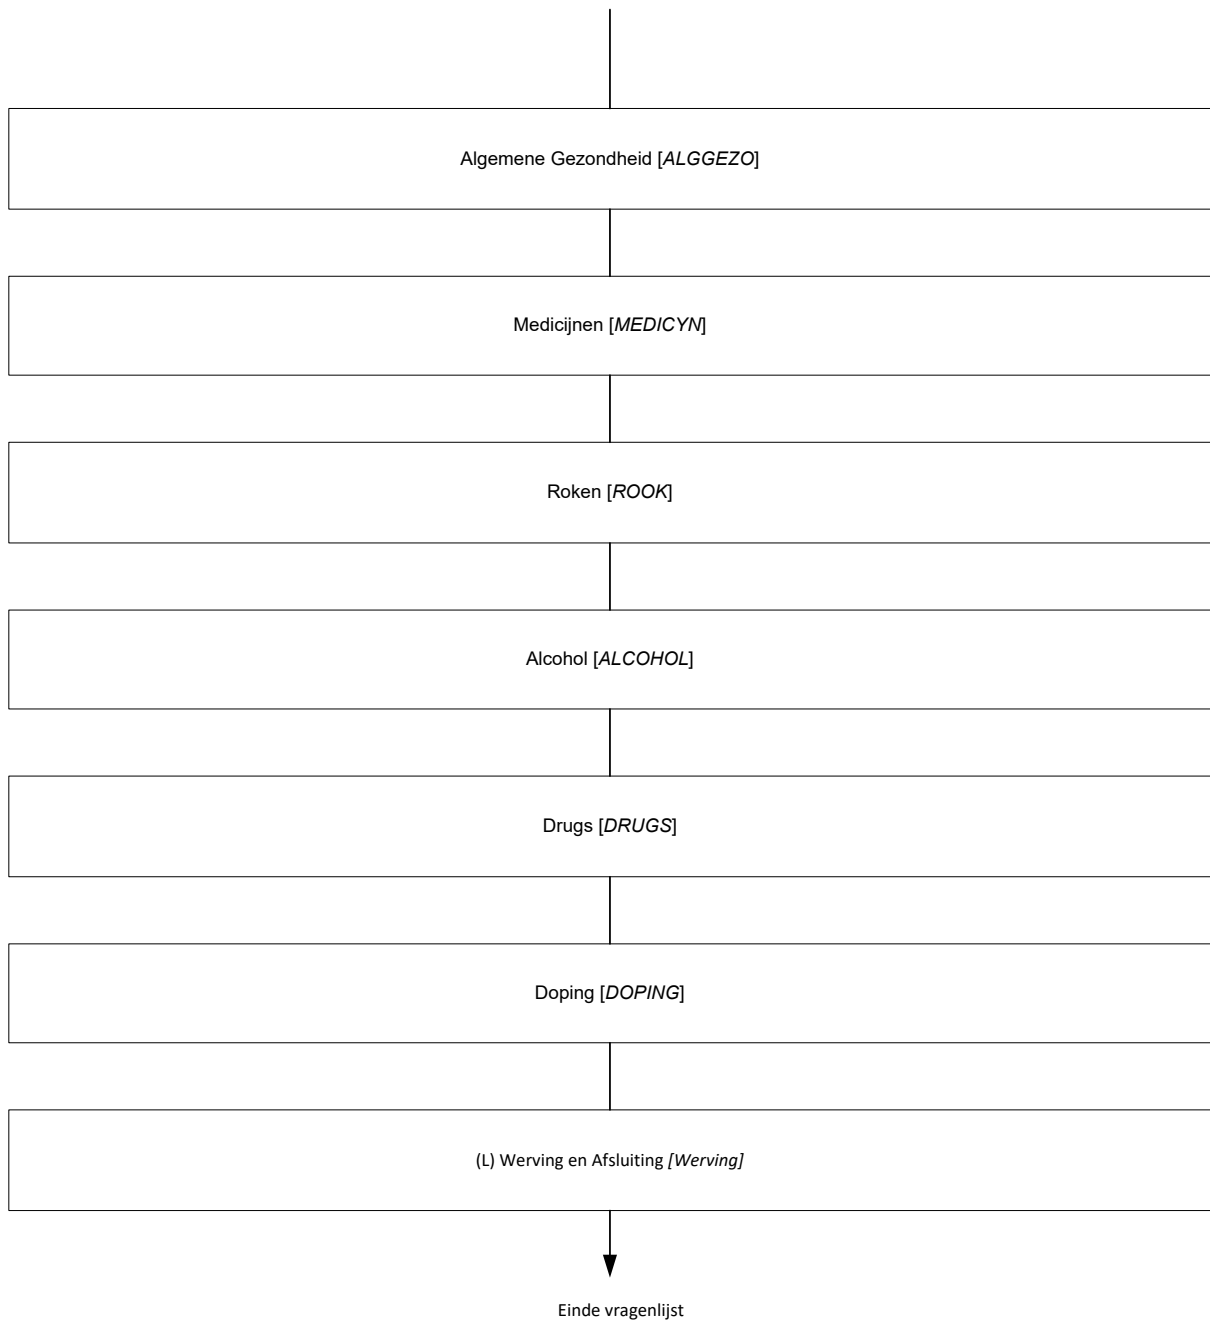 Algemene Gezondheid [ALGGEZO]
Medicijnen [MEDICYN]
Roken [ROOK]
Alcohol [ALCOHOL]
Drugs [DRUGS]
Doping [DOPING]
(L) Werving en Afsluiting [Werving]
Einde vragenlijst